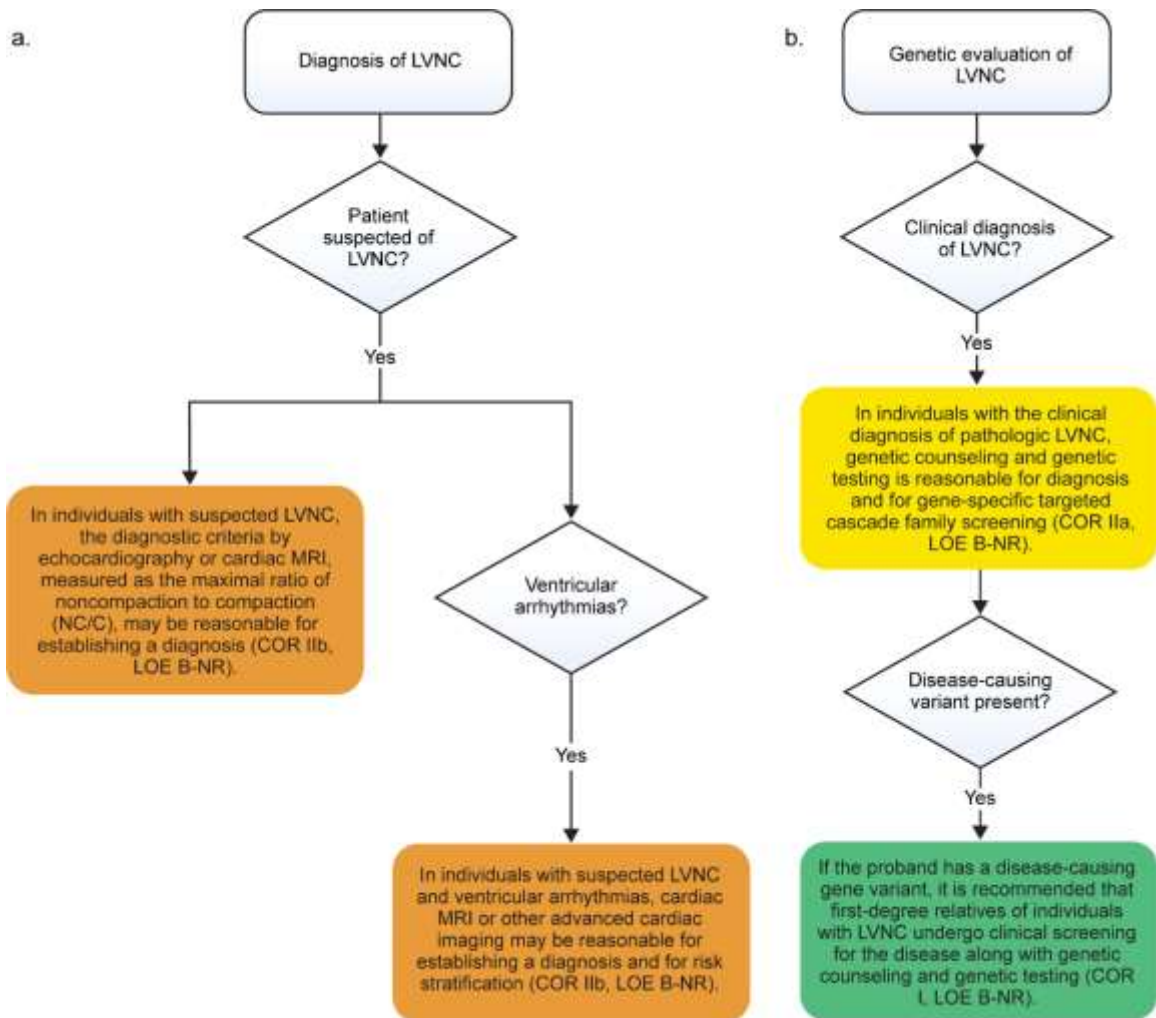 a.
Diagnosis of LVNC
Patient
suspected of
LVNC?
Yes
In individuals with suspected LVNC,
the diagnostic criteria by
echocardiography or cardiac MRI,
measured as the maximal ratio of
noncompaction to compaction
(NC/C), may be reasonable for
establishing a diagnosis (COR IIb,
LOE B-NR).
Ventricular
arrhythmias?
Yes
In individuals with suspected LVNC
and ventricular arrhythmias, cardiac
MRI or other advanced cardiac
imaging may be reasonable for
establishing a diagnosis and for risk
stratification (COR IIb, LOE B-NR).
b.
Genetic evaluation of
LVNC
Clinical diagnosis
of LVNC?
Yes
In individuals with the clinical
diagnosis of pathologic LVNC,
genetic counseling and genetic
testing is reasonable for diagnosis
and for gene-specific targeted
cascade family screening (COR IIa,
LOE B-NR).
Disease-causing
variant present?
Yes
If the proband has a disease-causing
gene variant, it is recommended that
first-degree relatives of individuals
with LVNC undergo clinical screening
for the disease along with genetic
counseling and genetic testing (COR
I, LOE B-NR).